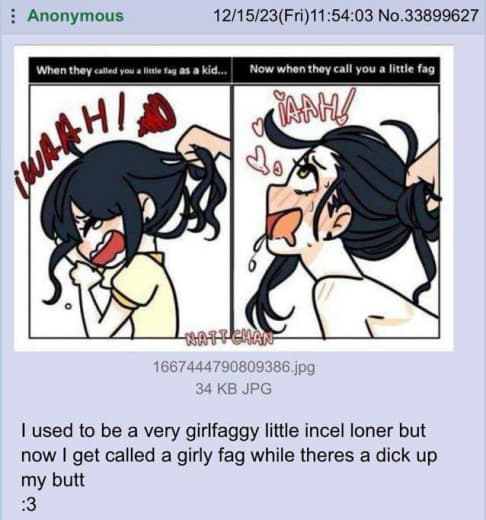 Anonymous 12/15/23(Fri)11:54:03 No.33899627
When they called you a little fag as a kid...
Now when they call you a little fag
¡WAAH!
¡AAH!
NATT-CHAN
1667444790809386.jpg
34 KB JPG
I used to be a very girlfaggy little incel loner but
now I get called a girly fag while theres a dick up
my butt
:3